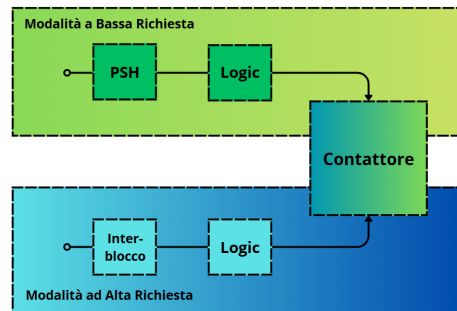 Modalità a Bassa Richiesta
PSH
Logic
Contattore
Inter-
blocco
Logic
Modalità ad Alta Richiesta